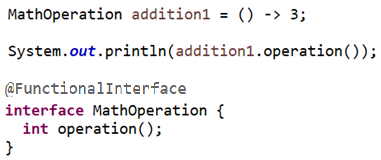 MathOperation addition1 = () -> 3;
System.out.println(addition1.operation());
@FunctionalInterface
interface MathOperation {
int operation();
}